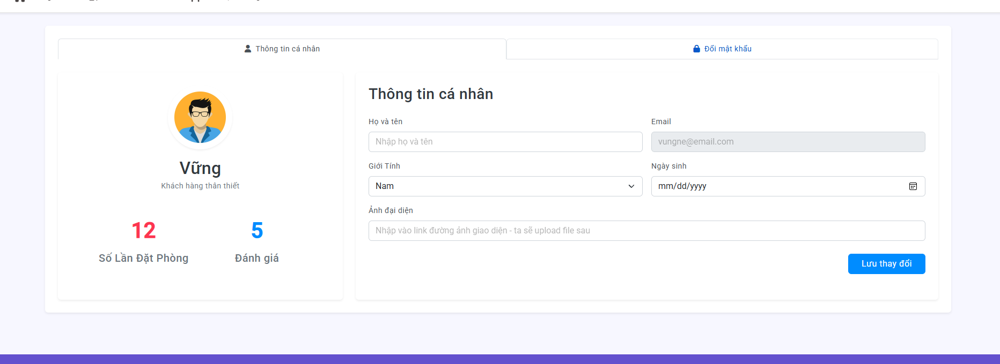 Thông tin cá nhân
Đổi mật khẩu
Vững
Khách hàng thân thiết
12
5
Số Lần Đặt Phòng
Đánh giá
Thông tin cá nhân
Họ và tên
Email
Nhập họ và tên
vungne@email.com
Giới Tính
Ngày sinh
Nam
mm/dd/yyyy
Ảnh đại diện
Nhập vào link đường ảnh giao diện - ta sẽ upload file sau
Lưu thay đổi